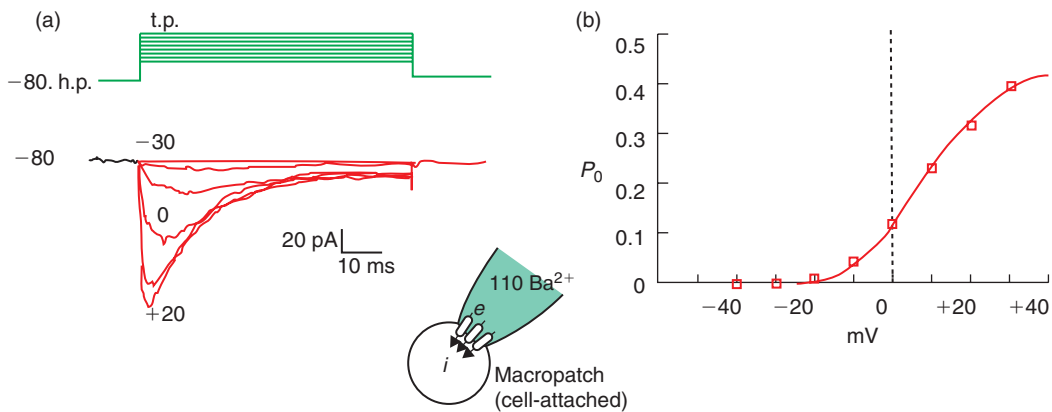 (a)
t.p.
−80. h.p.
−30
−80
0
20 pA
10 ms
+20
110 Ba²⁺
e
i
Macropatch
(cell-attached)
(b)
0.5
0.4
0.3
P₀
0.2
0.1
0
−40 −20 0 +20 +40
mV